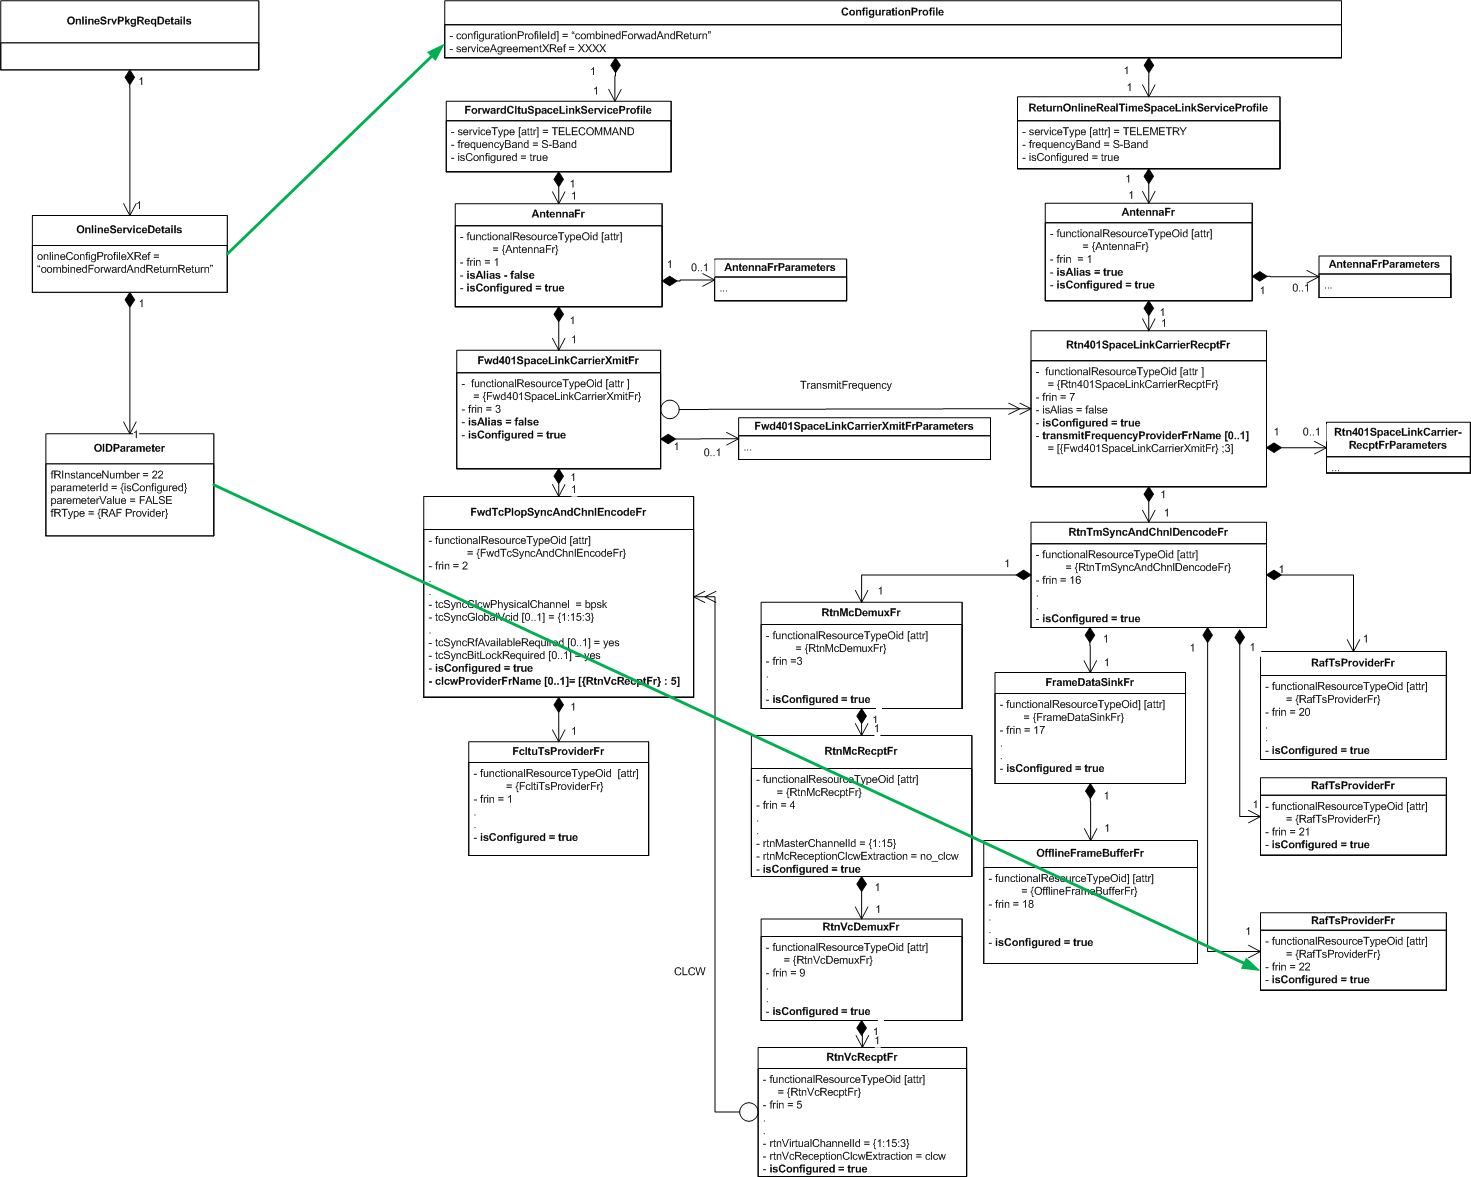 OnlineSrvPkgReqDetails
1
1
OnlineServiceDetails
onlineConfigProfileXRef =
“oombinedForwardAndReturnReturn”
1
1
OIDParameter
fRInstanceNumber = 22
parameterId = {isConfigured}
paremeterValue = FALSE
fRType = {RAF Provider}
ConfigurationProfile
- configurationProfileId] = “combinedForwadAndReturn”
- serviceAgreementXRef = XXXX
1
1
1
1
ForwardCltuSpaceLinkServiceProfile
- serviceType [attr] = TELECOMMAND
- frequencyBand = S-Band
- isConfigured = true
1
1
AntennaFr
- functionalResourceTypeOid [attr]
= {AntennaFr}
- frin = 1
- isAlias - false
- isConfigured = true
1
0..1
AntennaFrParameters
...
1
1
Fwd401SpaceLinkCarrierXmitFr
- functionalResourceTypeOid [attr ]
= {Fwd401SpaceLinkCarrierXmitFr}
- frin = 3
- isAlias = false
- isConfigured = true
TransmitFrequency
1
0..1
Fwd401SpaceLinkCarrierXmitFrParameters
...
1
1
FwdTcPlopSyncAndChnlEncodeFr
- functionalResourceTypeOid [attr]
= {FwdTcSyncAndChnlEncodeFr}
- frin = 2
.
.
- tcSyncClcwPhysicalChannel = bpsk
- tcSyncGlobalVcid [0..1] = {1:15:3}
.
- tcSyncRfAvailableRequired [0..1] = yes
- tcSyncBitLockRequired [0..1] = yes
- isConfigured = true
- clcwProviderFrName [0..1]= [{RtnVcRecptFr} : 5]
1
1
FcltuTsProviderFr
- functionalResourceTypeOid [attr]
= {FcltiTsProviderFr}
- frin = 1
.
.
- isConfigured = true
ReturnOnlineRealTimeSpaceLinkServiceProfile
- serviceType [attr] = TELEMETRY
- frequencyBand = S-Band
- isConfigured = true
1
1
AntennaFr
- functionalResourceTypeOid [attr]
= {AntennaFr}
- frin = 1
- isAlias = true
- isConfigured = true
1
0..1
AntennaFrParameters
...
1
1
Rtn401SpaceLinkCarrierRecptFr
- functionalResourceTypeOid [attr ]
= {Rtn401SpaceLinkCarrierRecptFr}
- frin = 7
- isAlias = false
- isConfigured = true
- transmitFrequencyProviderFrName [0..1]
= [{Fwd401SpaceLinkCarrierXmitFr} ;3]
1
0..1
Rtn401SpaceLinkCarrier-
RecptFrParameters
...
1
1
RtnTmSyncAndChnlDencodeFr
- functionalResourceTypeOid [attr]
= {RtnTmSyncAndChnlDencodeFr}
- frin = 16
.
.
- isConfigured = true
1
1
RtnMcDemuxFr
- functionalResourceTypeOid [attr]
= {RtnMcDemuxFr}
- frin =3
.
.
- isConfigured = true
1
1
RtnMcRecptFr
- functionalResourceTypeOid [attr]
= {RtnMcRecptFr}
- frin = 4
.
.
- rtnMasterChannelId = {1:15}
- rtnMcReceptionClcwExtraction = no_clcw
- isConfigured = true
1
1
RtnVcDemuxFr
- functionalResourceTypeOid [attr]
= {RtnVcDemuxFr}
- frin = 9
.
.
- isConfigured = true
1
1
RtnVcRecptFr
- functionalResourceTypeOid [attr]
= {RtnVcRecptFr}
- frin = 5
.
.
- rtnVirtualChannelId = {1:15:3}
- rtnVcReceptionClcwExtraction = clcw
- isConfigured = true
CLCW
1
1
FrameDataSinkFr
- functionalResourceTypeOid] [attr]
= {FrameDataSinkFr}
- frin = 17
.
- isConfigured = true
1
1
OfflineFrameBufferFr
- functionalResourceTypeOid] [attr]
= {OfflineFrameBufferFr}
- frin = 18
.
.
- isConfigured = true
1
1
RafTsProviderFr
- functionalResourceTypeOid [attr]
= {RafTsProviderFr}
- frin = 20
.
.
- isConfigured = true
1
1
RafTsProviderFr
- functionalResourceTypeOid [attr]
= {RafTsProviderFr}
- frin = 21
- isConfigured = true
1
1
RafTsProviderFr
- functionalResourceTypeOid [attr]
= {RafTsProviderFr}
- frin = 22
- isConfigured = true